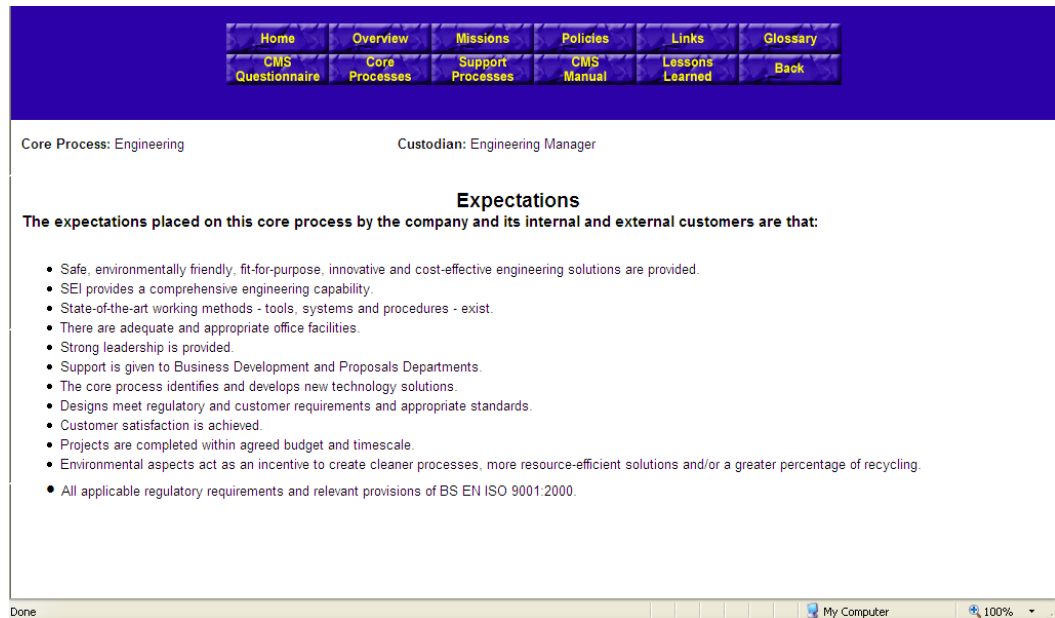 Home Overview Missions Policies Links Glossary
CMS Questionnaire Core Processes Support Processes CMS Manual Lessons Learned Back
Core Process: Engineering Custodian: Engineering Manager
Expectations
The expectations placed on this core process by the company and its internal and external customers are that:
• Safe, environmentally friendly, fit-for-purpose, innovative and cost-effective engineering solutions are provided.
• SEI provides a comprehensive engineering capability.
• State-of-the-art working methods - tools, systems and procedures - exist.
• There are adequate and appropriate office facilities.
• Strong leadership is provided.
• Support is given to Business Development and Proposals Departments.
• The core process identifies and develops new technology solutions.
• Designs meet regulatory and customer requirements and appropriate standards.
• Customer satisfaction is achieved.
• Projects are completed within agreed budget and timescale.
• Environmental aspects act as an incentive to create cleaner processes, more resource-efficient solutions and/or a greater percentage of recycling.
• All applicable regulatory requirements and relevant provisions of BS EN ISO 9001:2000.
Done My Computer 100%